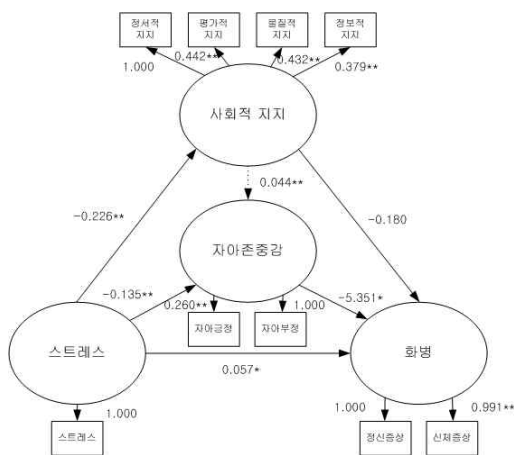 정서적
지지
평가적
지지
물질적
지지
정보적
지지
1.000
0.442**
0.432**
0.379**
사회적 지지
-0.226**
0.044**
-0.180
자아존중감
-0.135**
0.260**
1.000
-5.351*
자아긍정
자아부정
스트레스
화병
0.057*
1.000
1.000
0.991**
스트레스
정신증상
신체증상